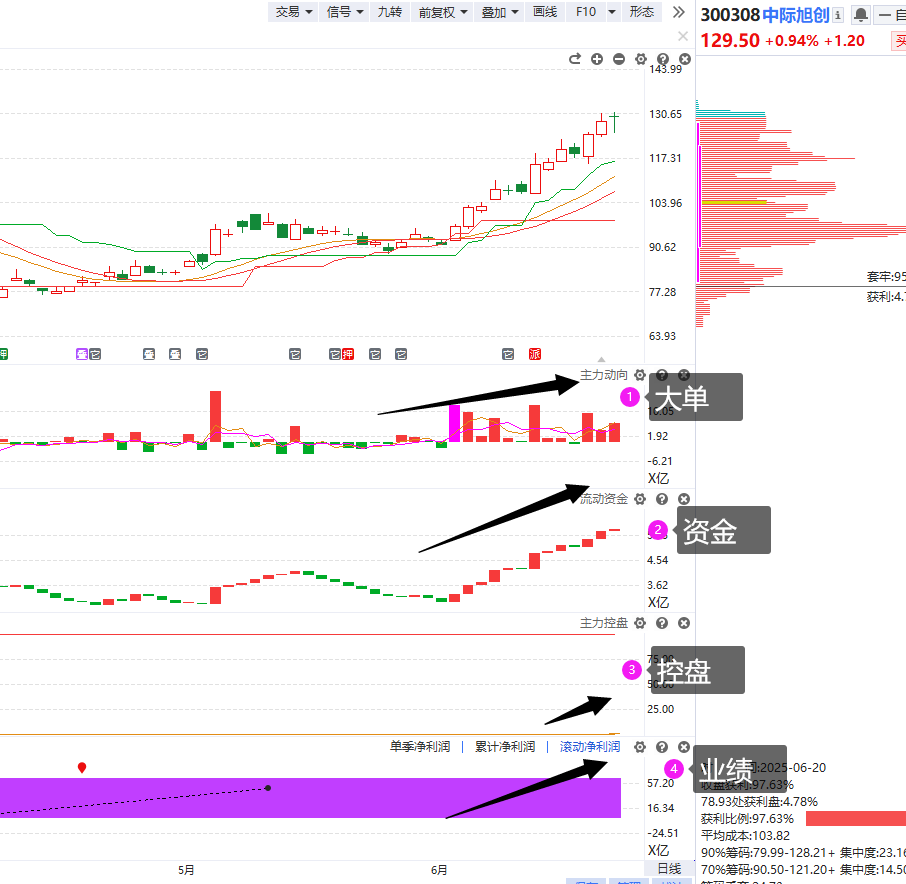 交易 信号 九转 前复权 叠加 画线 F10 形态
300308 中际旭创
129.50 +0.94% +1.20
143.99
130.65
117.31
103.96
90.62
77.28
63.93
套牢:95
获利:4.7
叠 押 派
主力动向
1 大单
16.05
1.92
-6.21
X亿
流动资金
2 资金
4.54
3.62
X亿
主力控盘
3 控盘
75.00
50.00
25.00
单季净利润 | 累计净利润 | 滚动净利润
4 业绩
:2025-06-20
57.20
收盘获利:97.63%
16.34
78.93处获利盘:4.78%
获利比例:97.63%
-24.51
平均成本:103.82
X亿
90%筹码:79.99-128.21+ 集中度:23.16
5月 6月 日线
70%筹码:90.50-121.20+ 集中度:14.50